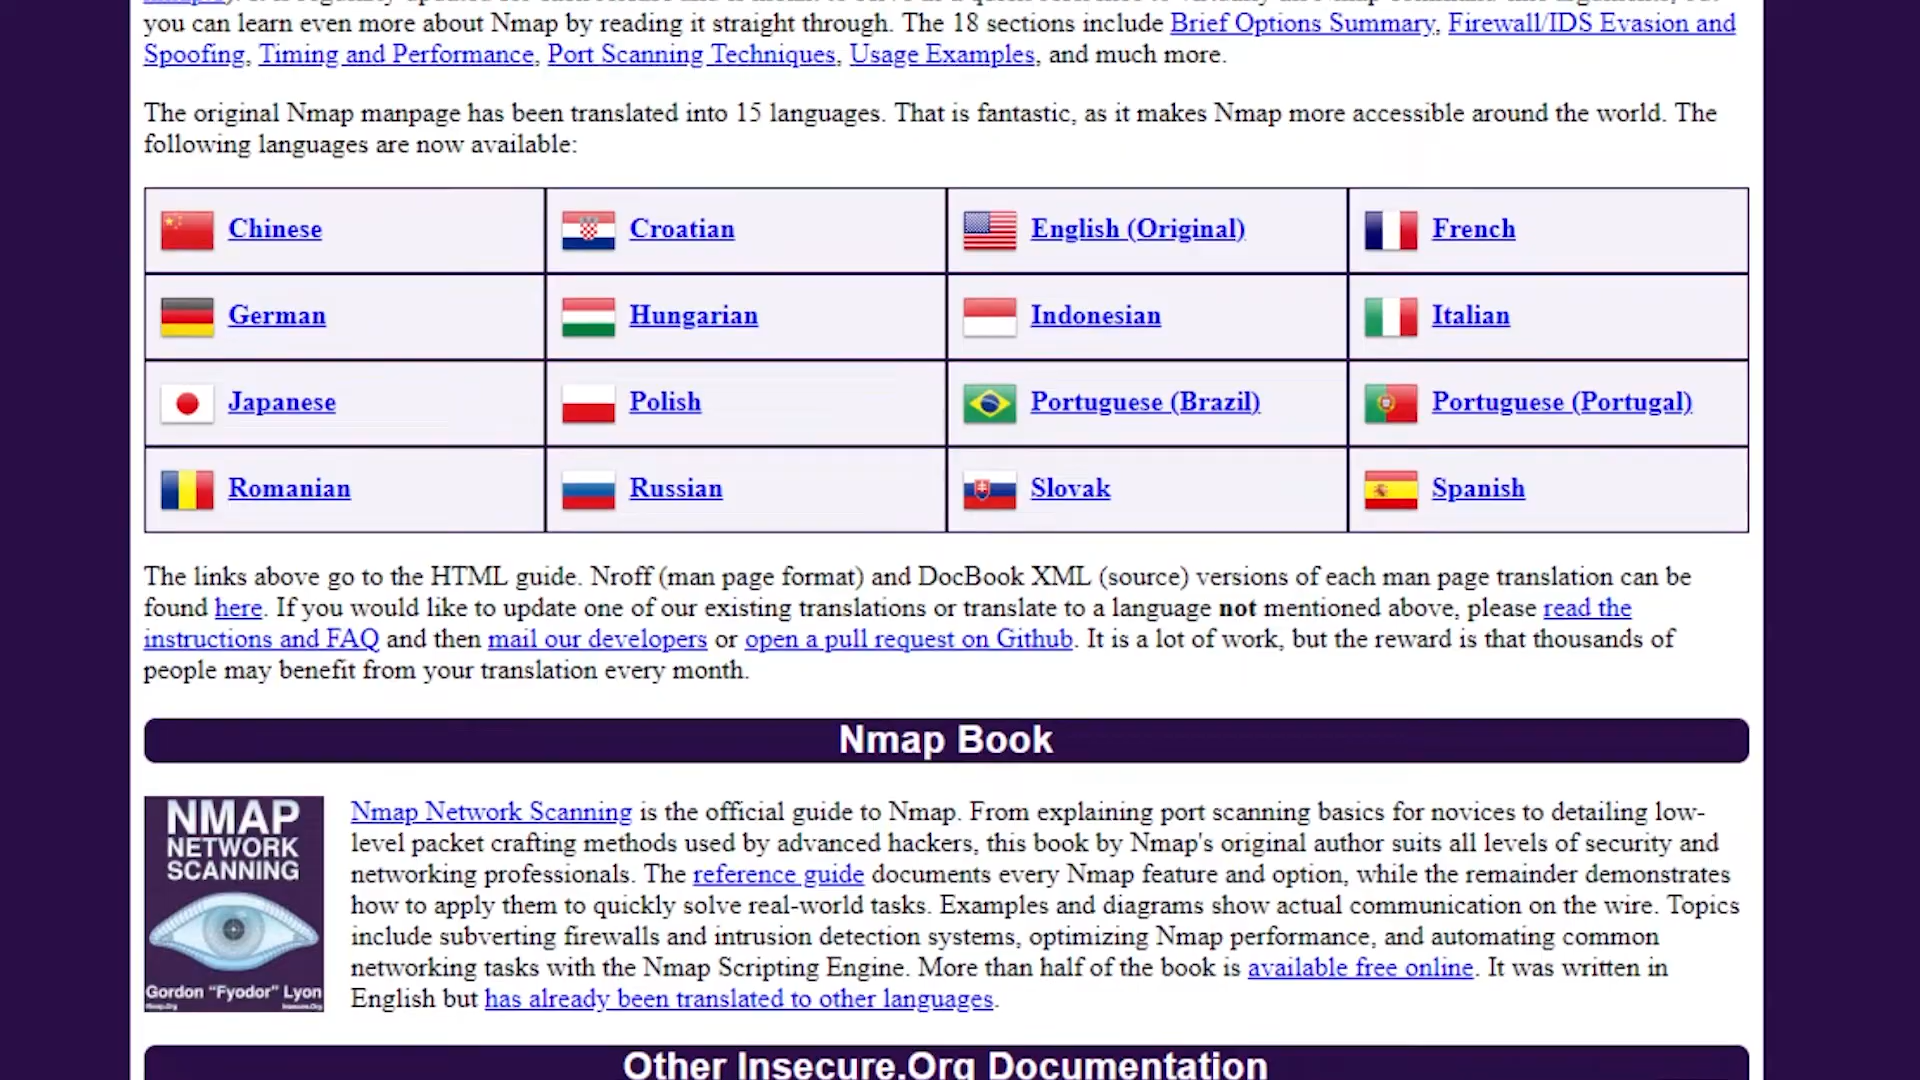 you can learn even more about Nmap by reading it straight through. The 18 sections include Brief Options Summary, Firewall/IDS Evasion and
Spoofing, Timing and Performance, Port Scanning Techniques, Usage Examples, and much more.
The original Nmap manpage has been translated into 15 languages. That is fantastic, as it makes Nmap more accessible around the world. The
following languages are now available:
Chinese Croatian English (Original) French
German Hungarian Indonesian Italian
Japanese Polish Portuguese (Brazil) Portuguese (Portugal)
Romanian Russian Slovak Spanish
The links above go to the HTML guide. Nroff (man page format) and DocBook XML (source) versions of each man page translation can be
found here. If you would like to update one of our existing translations or translate to a language not mentioned above, please read the
instructions and FAQ and then mail our developers or open a pull request on Github. It is a lot of work, but the reward is that thousands of
people may benefit from your translation every month.
Nmap Book
NMAP
NETWORK
SCANNING
Gordon "Fyodor" Lyon
Nmap Network Scanning is the official guide to Nmap. From explaining port scanning basics for novices to detailing low-
level packet crafting methods used by advanced hackers, this book by Nmap's original author suits all levels of security and
networking professionals. The reference guide documents every Nmap feature and option, while the remainder demonstrates
how to apply them to quickly solve real-world tasks. Examples and diagrams show actual communication on the wire. Topics
include subverting firewalls and intrusion detection systems, optimizing Nmap performance, and automating common
networking tasks with the Nmap Scripting Engine. More than half of the book is available free online. It was written in
English but has already been translated to other languages.
Other Insecure.Org Documentation